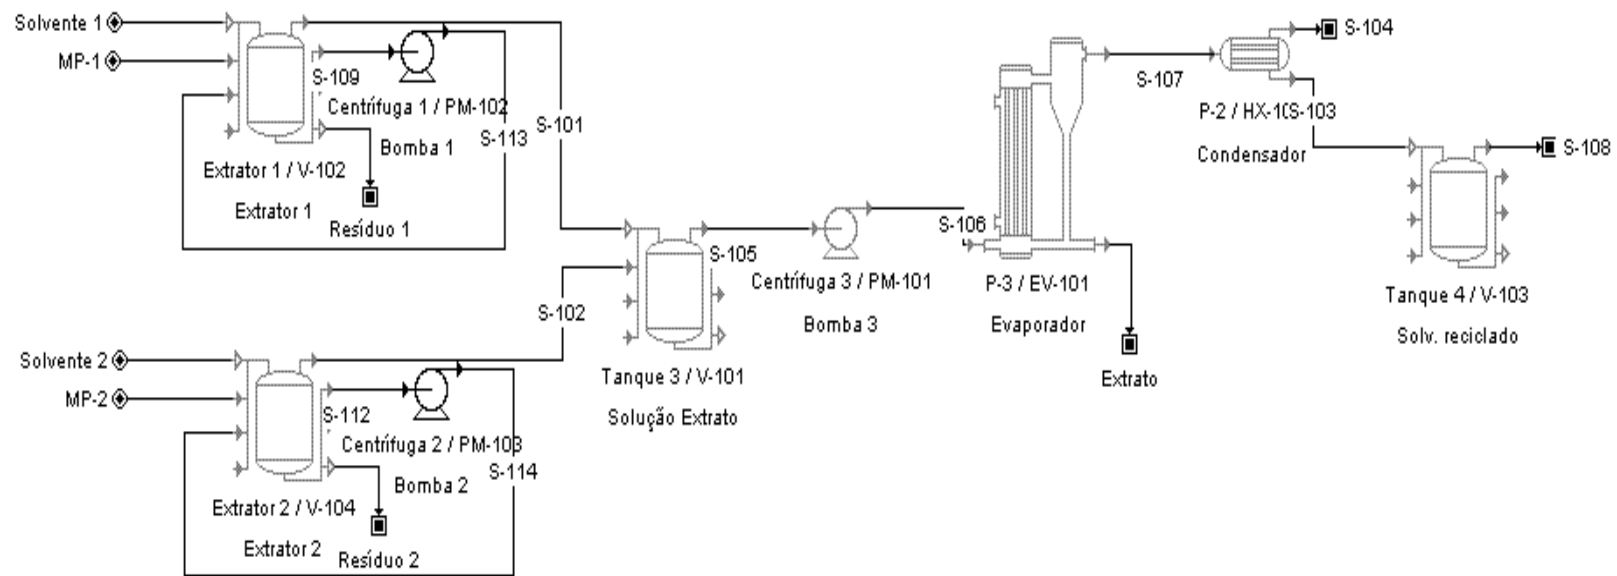 Solvente 1
MP-1
S-109
Centrífuga 1 / PM-102
S-113
Bomba 1
Extrator 1 / V-102
Extrator 1
Resíduo 1
S-101
Solvente 2
MP-2
S-112
Centrífuga 2 / PM-103
S-114
Bomba 2
Extrator 2 / V-104
Extrator 2
Resíduo 2
S-102
S-105
Tanque 3 / V-101
Solução Extrato
Centrífuga 3 / PM-101
Bomba 3
S-106
P-3 / EV-101
Evaporador
Extrato
S-107
S-104
P-2 / HX-10
S-103
Condensador
S-108
Tanque 4 / V-103
Solv. reciclado